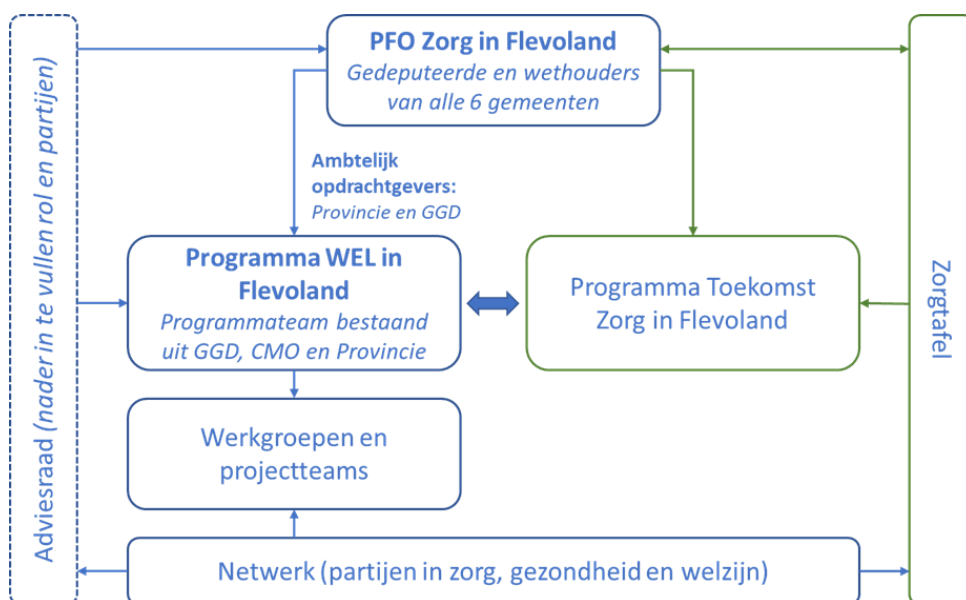 PFO Zorg in Flevoland
Gedeputeerde en wethouders
van alle 6 gemeenten
Ambtelijk
opdrachtgevers:
Provincie en GGD
Programma WEL in
Flevoland
Programmateam bestaand
uit GGD, CMO en Provincie
Programma Toekomst
Zorg in Flevoland
Werkgroepen en
projectteams
Netwerk (partijen in zorg, gezondheid en welzijn)
Adviesraad (nader in te vullen rol en partijen)
Zorgtafel